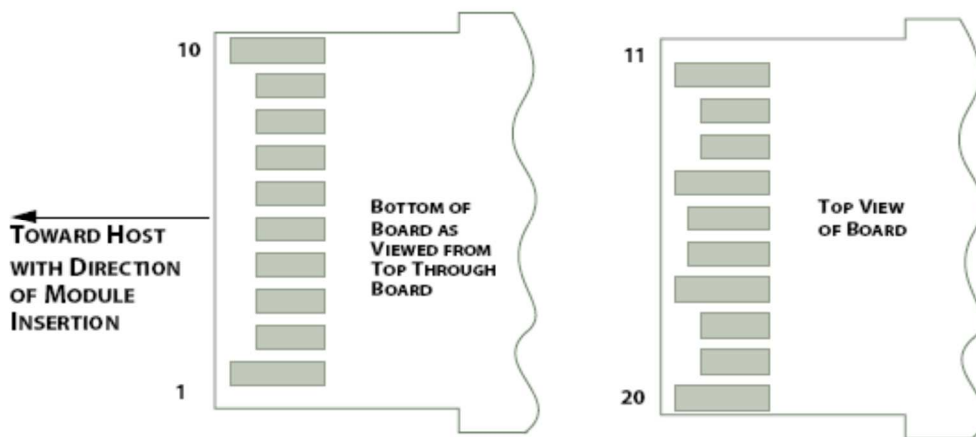 10
1
TOWARD HOST
WITH DIRECTION
OF MODULE
INSERTION
BOTTOM OF
BOARD AS
VIEWED FROM
TOP THROUGH
BOARD
11
20
TOP VIEW
OF BOARD